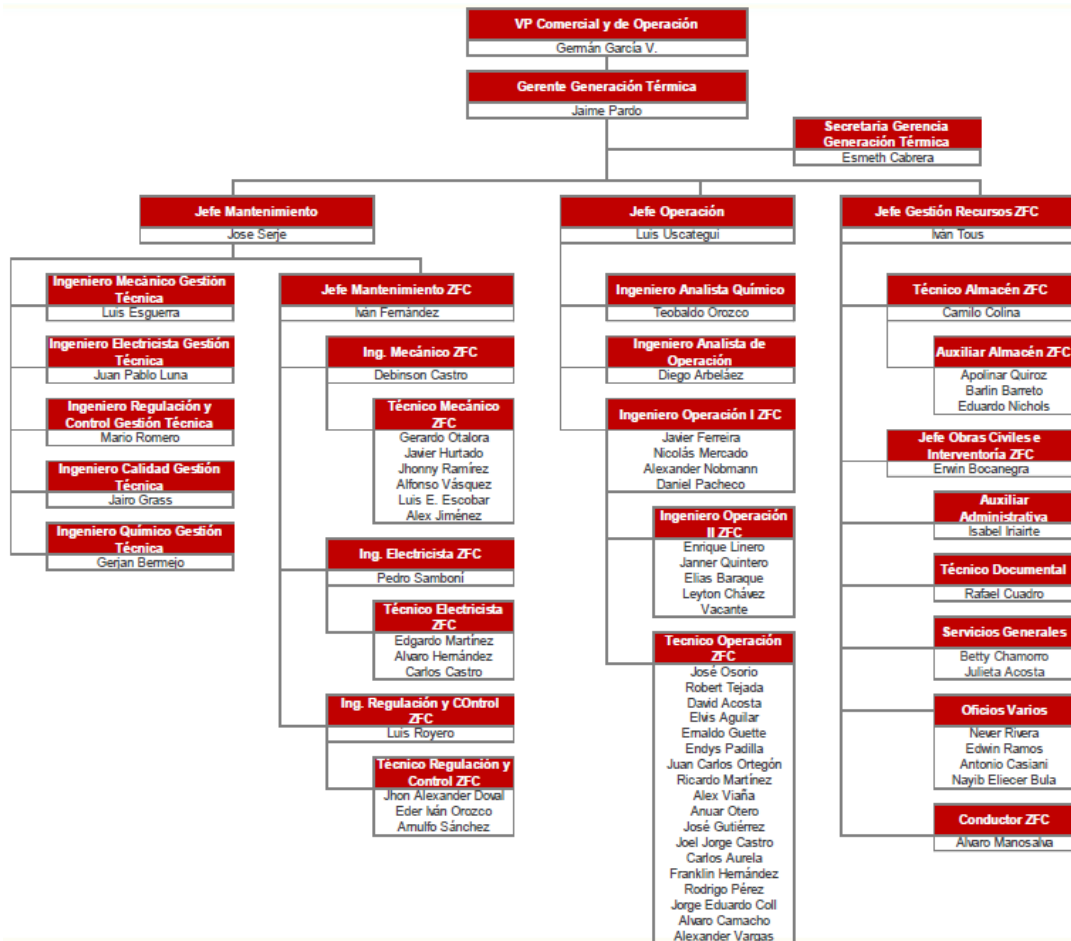 VP Comercial y de Operación
Germán García V.
Gerente Generación Térmica
Jaime Pardo
Secretaria Gerencia
Generación Térmica
Esmeth Cabrera
Jefe Mantenimiento
Jose Serje
Ingeniero Mecánico Gestión
Técnica
Luis Esguerra
Ingeniero Electricista Gestión
Técnica
Juan Pablo Luna
Ingeniero Regulación y
Control Gestión Técnica
Mario Romero
Ingeniero Calidad Gestión
Técnica
Jairo Grass
Ingeniero Químico Gestión
Técnica
Gerjan Bermejo
Jefe Mantenimiento ZFC
Iván Fernández
Ing. Mecánico ZFC
Debinson Castro
Técnico Mecánico
ZFC
Gerardo Otalora
Javier Hurtado
Jhonny Ramírez
Alfonso Vásquez
Luis E. Escobar
Alex Jiménez
Ing. Electricista ZFC
Pedro Samboní
Técnico Electricista
ZFC
Edgardo Martínez
Alvaro Hernández
Carlos Castro
Ing. Regulación y COntrol
ZFC
Luis Royero
Técnico Regulación y
Control ZFC
Jhon Alexander Doval
Eder Iván Orozco
Arnulfo Sánchez
Jefe Operación
Luis Uscategui
Ingeniero Analista Químico
Teobaldo Orozco
Ingeniero Analista de
Operación
Diego Arbeláez
Ingeniero Operación I ZFC
Javier Ferreira
Nicolás Mercado
Alexander Nobmann
Daniel Pacheco
Ingeniero Operación
II ZFC
Enrique Linero
Janner Quintero
Elias Baraque
Leyton Chávez
Vacante
Tecnico Operación
ZFC
José Osorio
Robert Tejada
David Acosta
Elvis Aguilar
Ernaldo Guette
Endys Padilla
Juan Carlos Ortegón
Ricardo Martínez
Alex Viaña
Anuar Otero
José Gutiérrez
Joel Jorge Castro
Carlos Aurela
Franklin Hernández
Rodrigo Pérez
Jorge Eduardo Coll
Alvaro Camacho
Alexander Vargas
Jefe Gestión Recursos ZFC
Iván Tous
Técnico Almacén ZFC
Camilo Colina
Auxiliar Almacén ZFC
Apolinar Quiroz
Barlin Barreto
Eduardo Nichols
Jefe Obras Civiles e
Interventoría ZFC
Erwin Bocanegra
Auxiliar
Administrativa
Isabel Iriairte
Técnico Documental
Rafael Cuadro
Servicios Generales
Betty Chamorro
Julieta Acosta
Oficios Varios
Never Rivera
Edwin Ramos
Antonio Casiani
Nayib Eliecer Bula
Conductor ZFC
Alvaro Manosalva